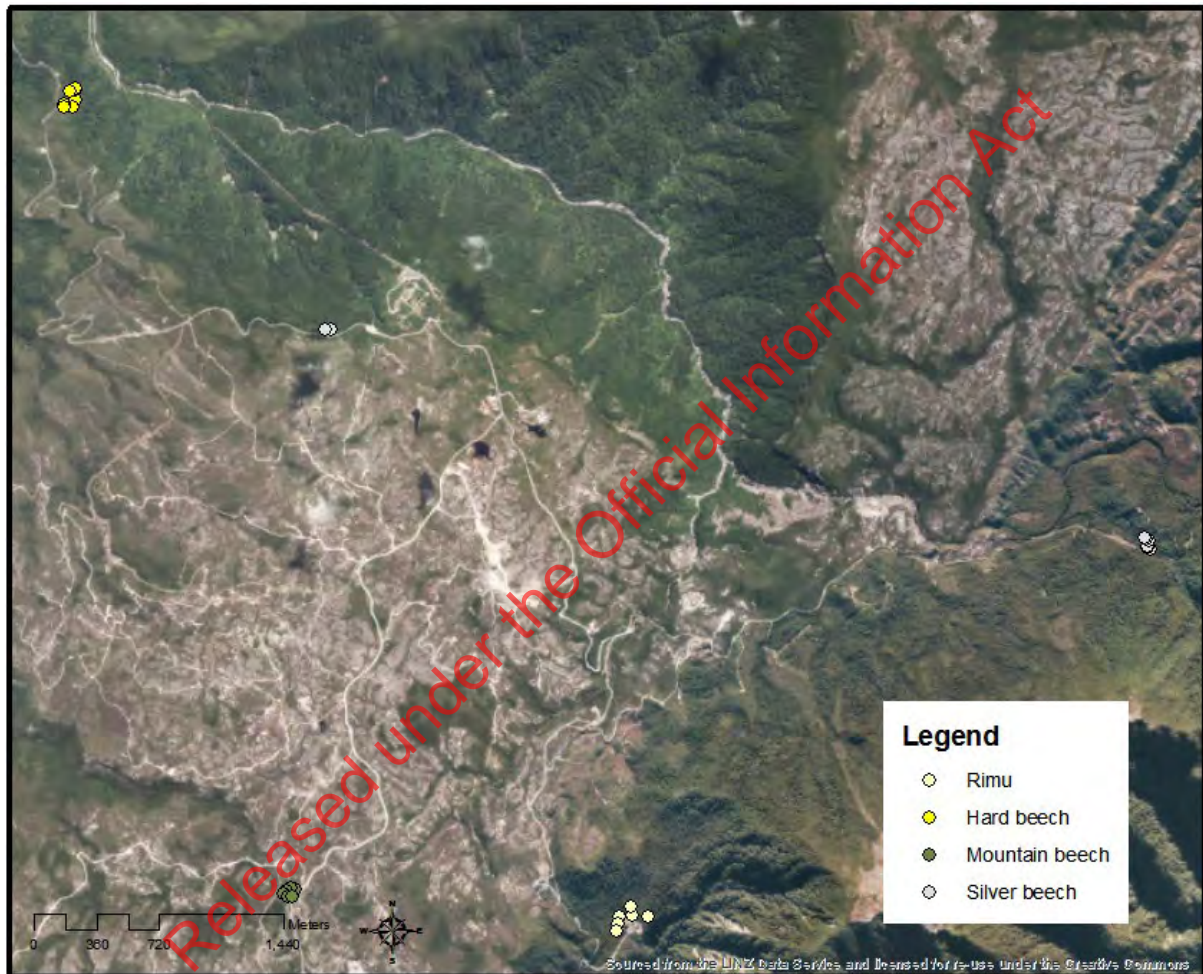 Released under the Official Information Act
Legend
Rimu
Hard beech
Mountain beech
Silver beech
N
W E
S
Meters
0 360 720 1,440
Sourced from the LINZ Data Service and licensed for re-use under the Creative Commons